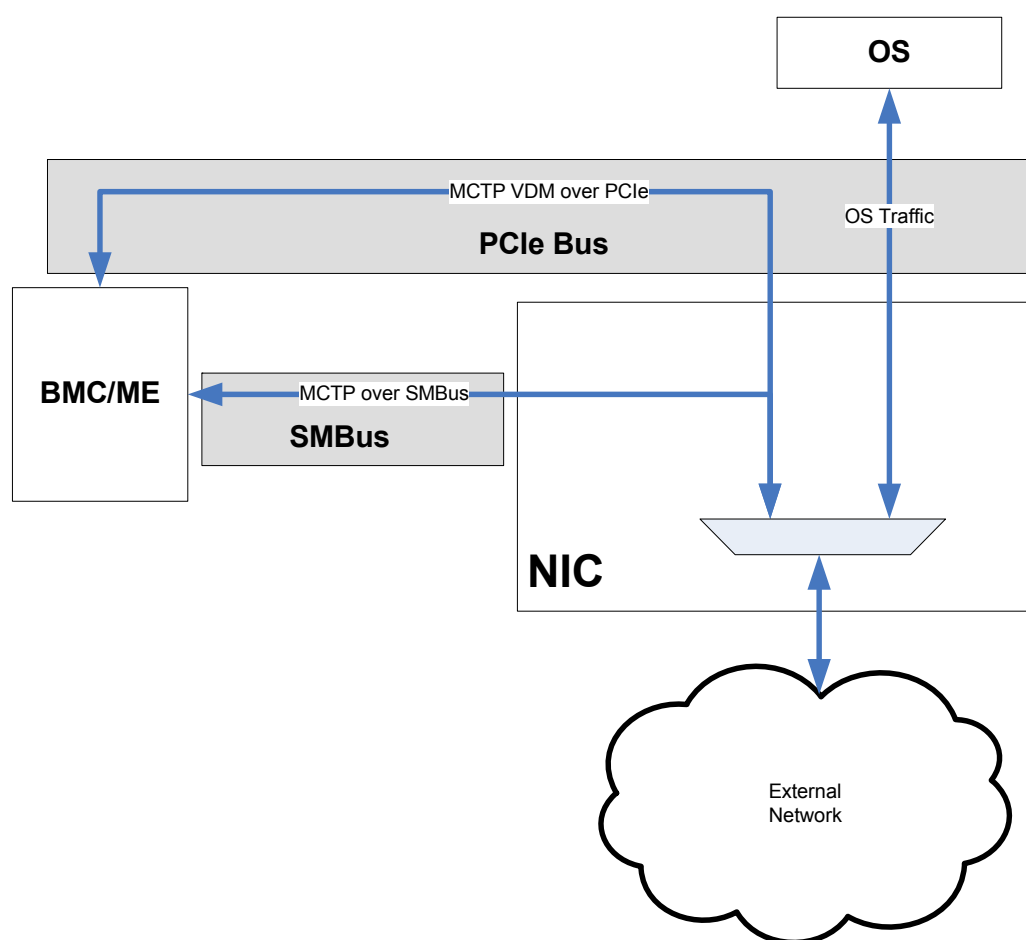 OS
MCTP VDM over PCIe
OS Traffic
PCIe Bus
BMC/ME
MCTP over SMBus
SMBus
NIC
External
Network